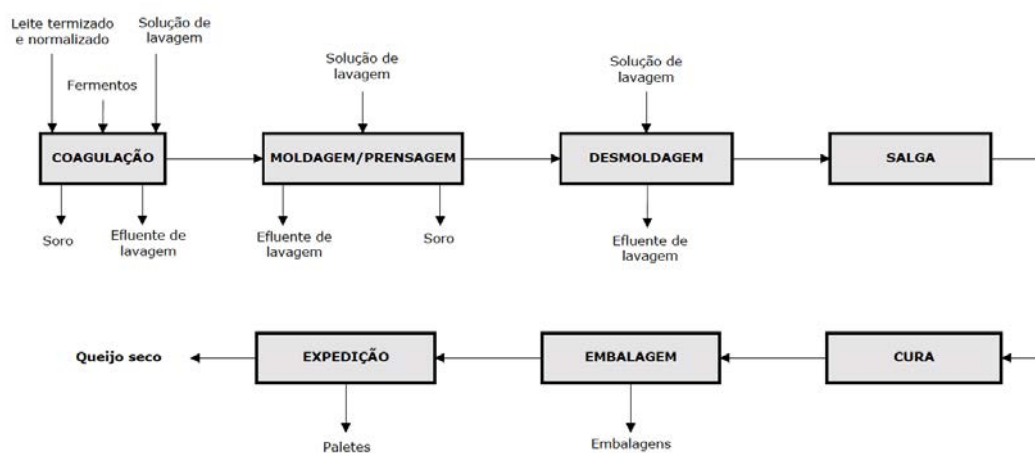 Leite termizado
e normalizado
Solução de
lavagem
Fermentos
Solução de
lavagem
Solução de
lavagem
COAGULAÇÃO
MOLDAGEM/PRENSAGEM
DESMOLDAGEM
SALGA
Soro
Efluente de
lavagem
Efluente de
lavagem
Soro
Efluente de
lavagem
Queijo seco
EXPEDIÇÃO
EMBALAGEM
CURA
Paletes
Embalagens